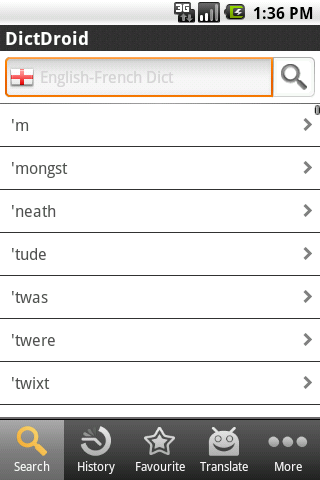 3G
1:36 PM
DictDroid
English-French Dict
'm
'mongst
'neath
'tude
'twas
'twere
'twixt
Search History Favourite Translate More